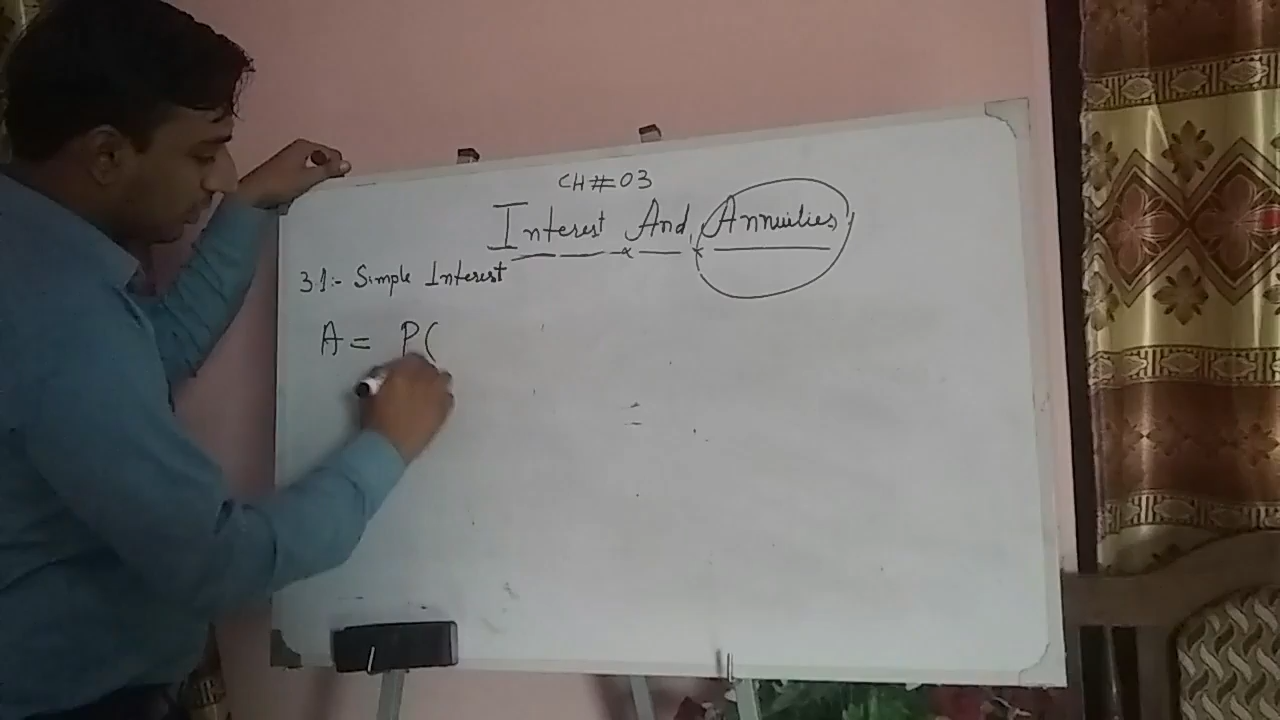 CH#03
Interest And Annuities
3.1:- Simple Interest
A = P(